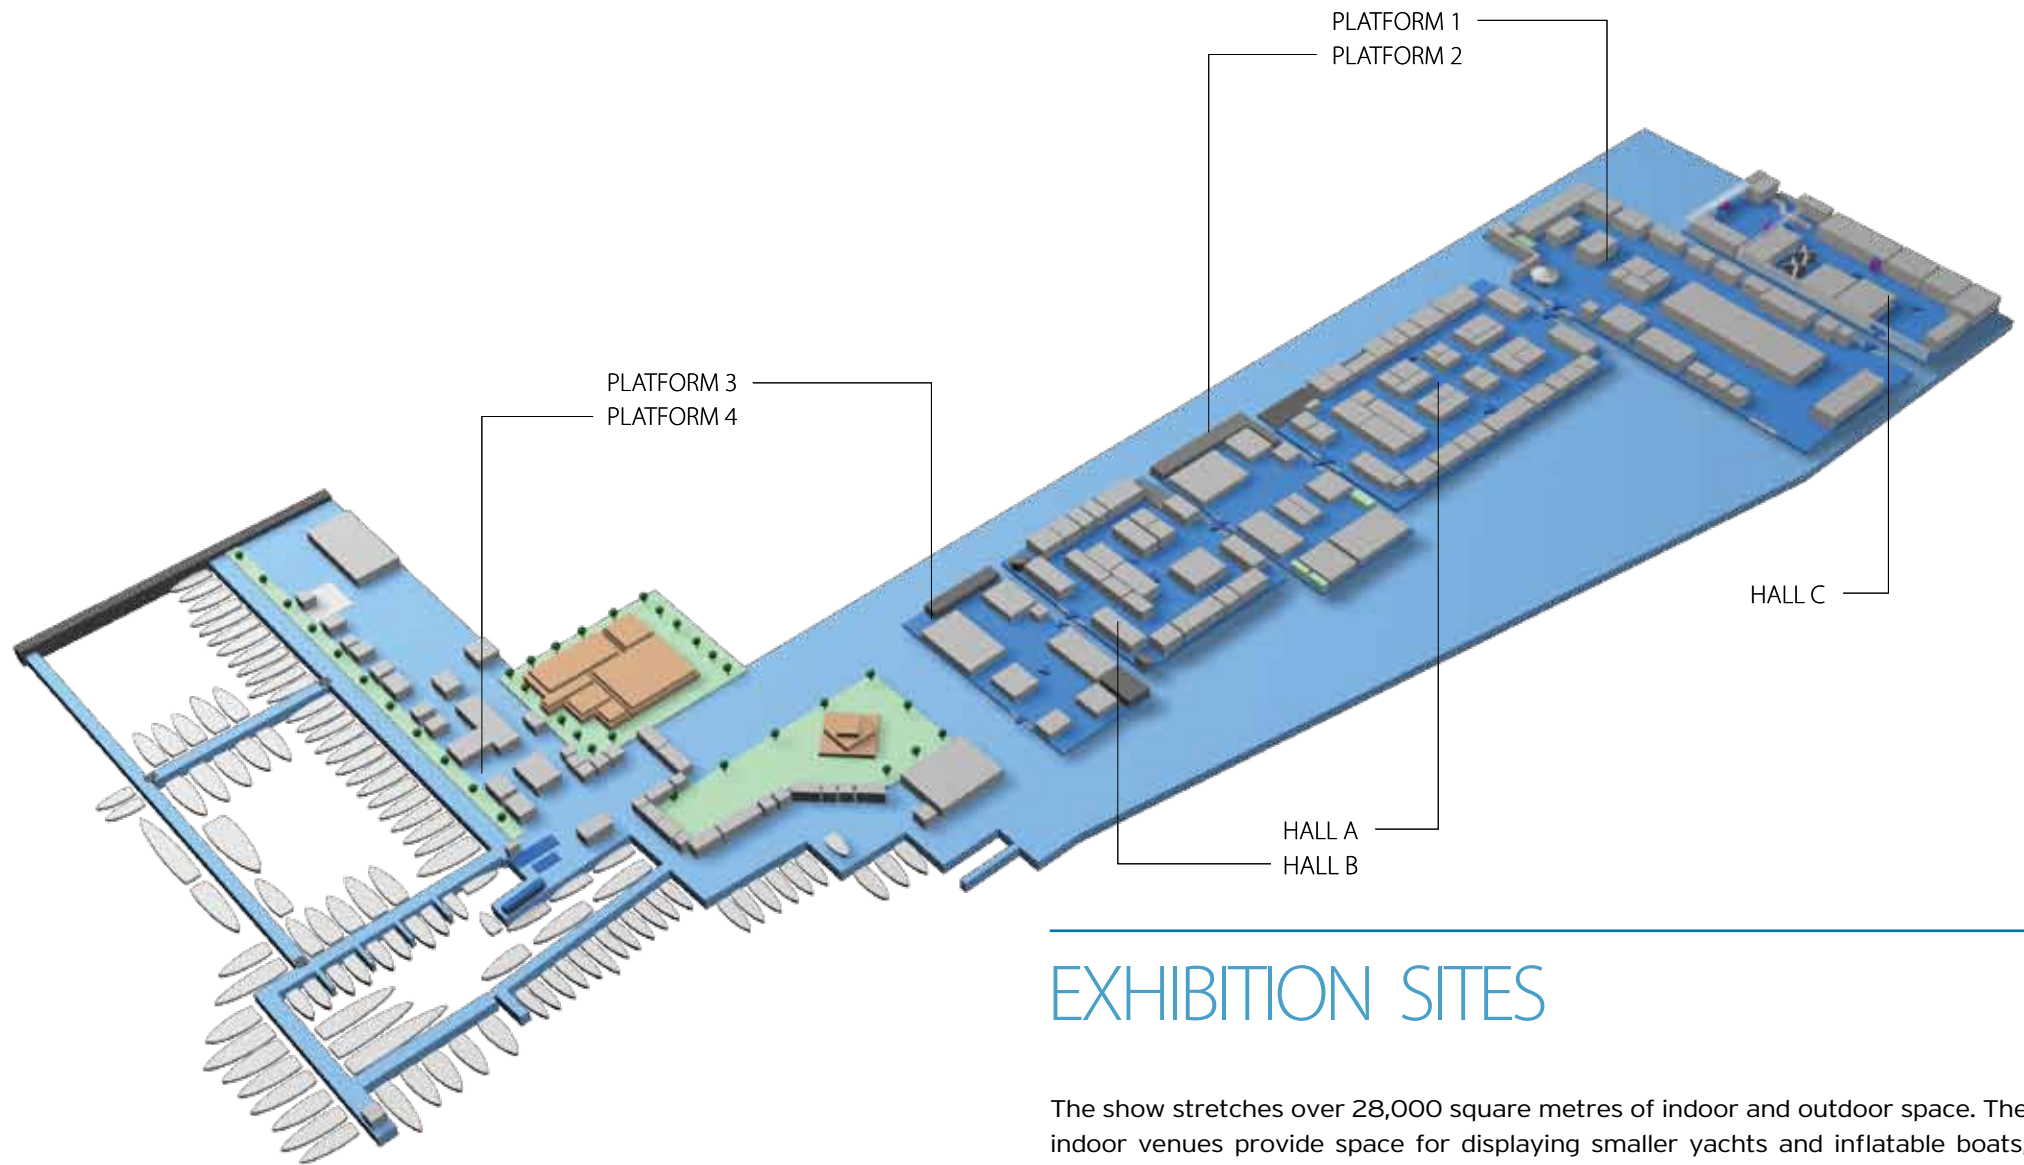 PLATFORM 1
PLATFORM 2
PLATFORM 3
PLATFORM 4
HALL C
HALL A
HALL B
EXHIBITION SITES
The show stretches over 28,000 square metres of indoor and outdoor space. The
indoor venues provide space for displaying smaller yachts and inflatable boats,